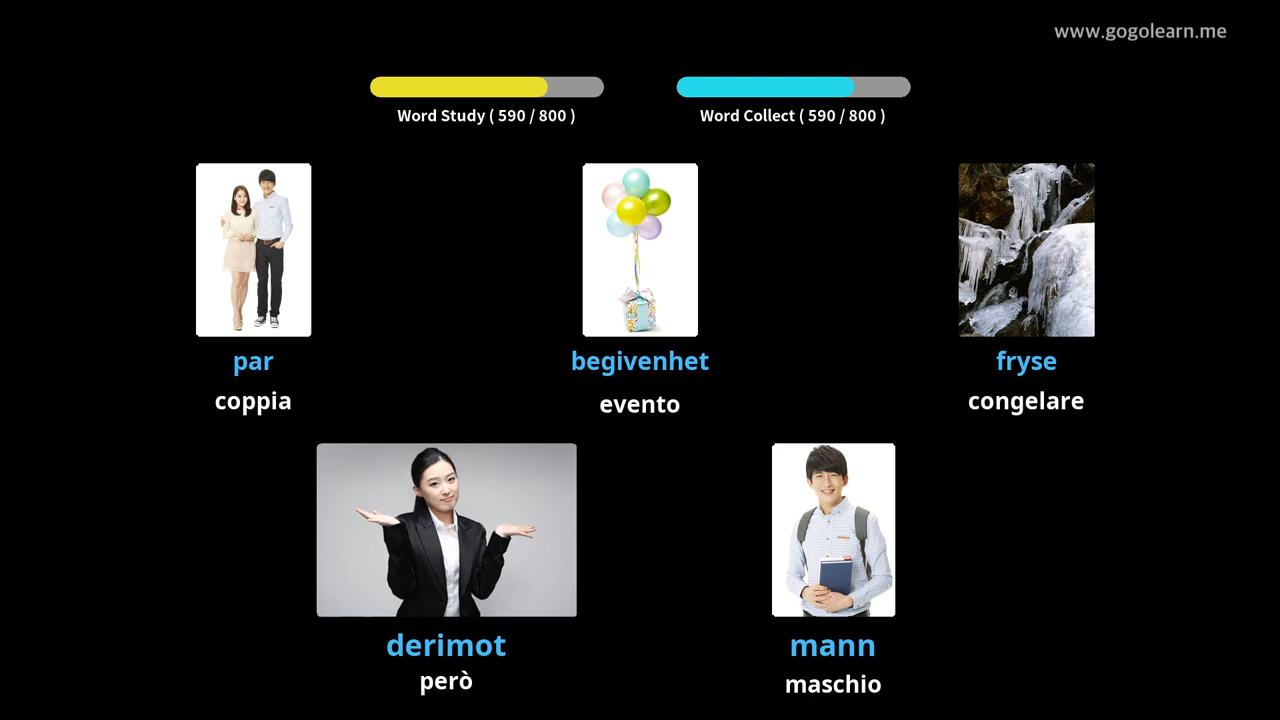 www.gogolearn.me
Word Study ( 590 / 800 )
Word Collect ( 590 / 800 )
par
begivenhet
fryse
coppia
evento
congelare
derimot
mann
però
maschio